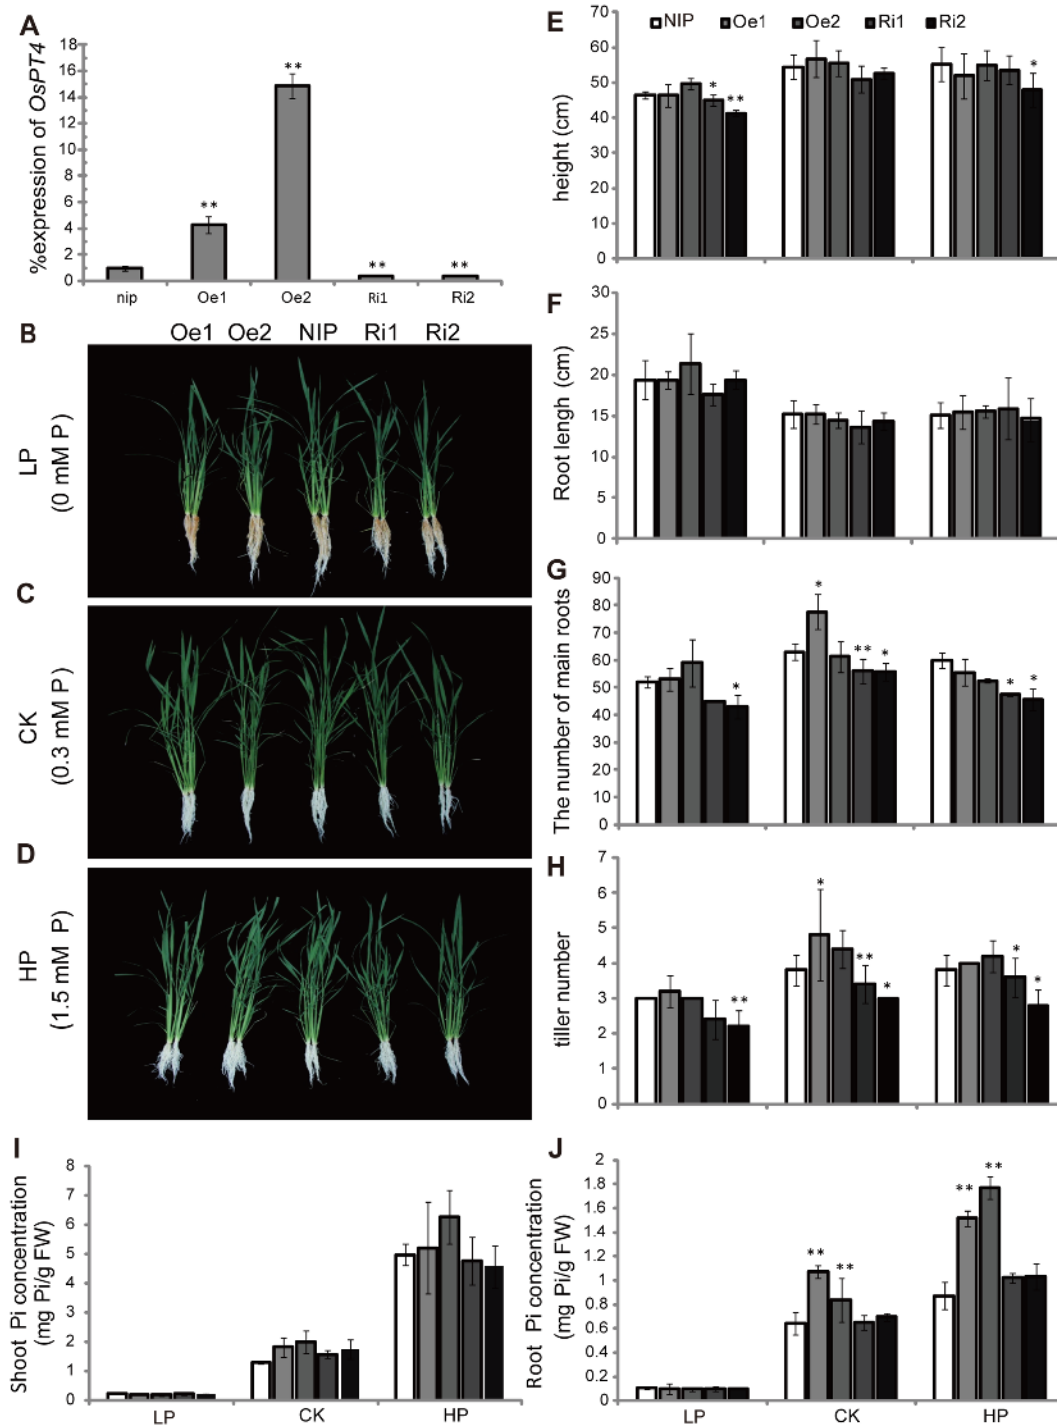 A
%expression of OsPT4
18
16
14
12
10
8
6
4
2
0
**
**
**
**
nip Oe1 Oe2 Ri1 Ri2
B
Oe1 Oe2 NIP Ri1 Ri2
LP
(0 mM P)
C
CK
(0.3 mM P)
D
HP
(1.5 mM P)
E
NIP Oe1 Oe2 Ri1 Ri2
height (cm)
70
60
50
40
30
20
10
0
*
**
*
F
Root lengh (cm)
30
25
20
15
10
5
0
G
The number of main roots
90
80
70
60
50
40
30
20
10
0
*
*
**
*
*
*
H
tiller number
7
6
5
4
3
2
1
0
**
*
**
*
*
*
I
Shoot Pi concentration
(mg Pi/g FW)
8
7
6
5
4
3
2
1
0
LP CK HP
J
Root Pi concentration
(mg Pi/g FW)
2
1.8
1.6
1.4
1.2
1
0.8
0.6
0.4
0.2
0
**
**
**
**
LP CK HP